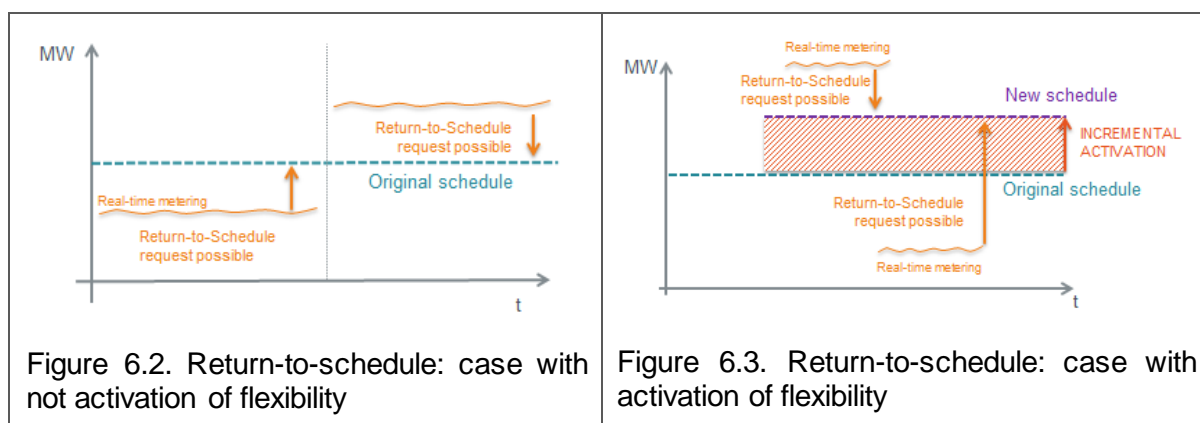 MW
Return-to-Schedule
request possible
Original schedule
Real-time metering
Return-to-Schedule
request possible
t
Figure 6.2. Return-to-schedule: case with
not activation of flexibility
Real-time metering
MW
Return-to-Schedule
request possible
New schedule
INCREMENTAL
ACTIVATION
Original schedule
Return-to-Schedule
request possible
Real-time metering
t
Figure 6.3. Return-to-schedule: case with
activation of flexibility